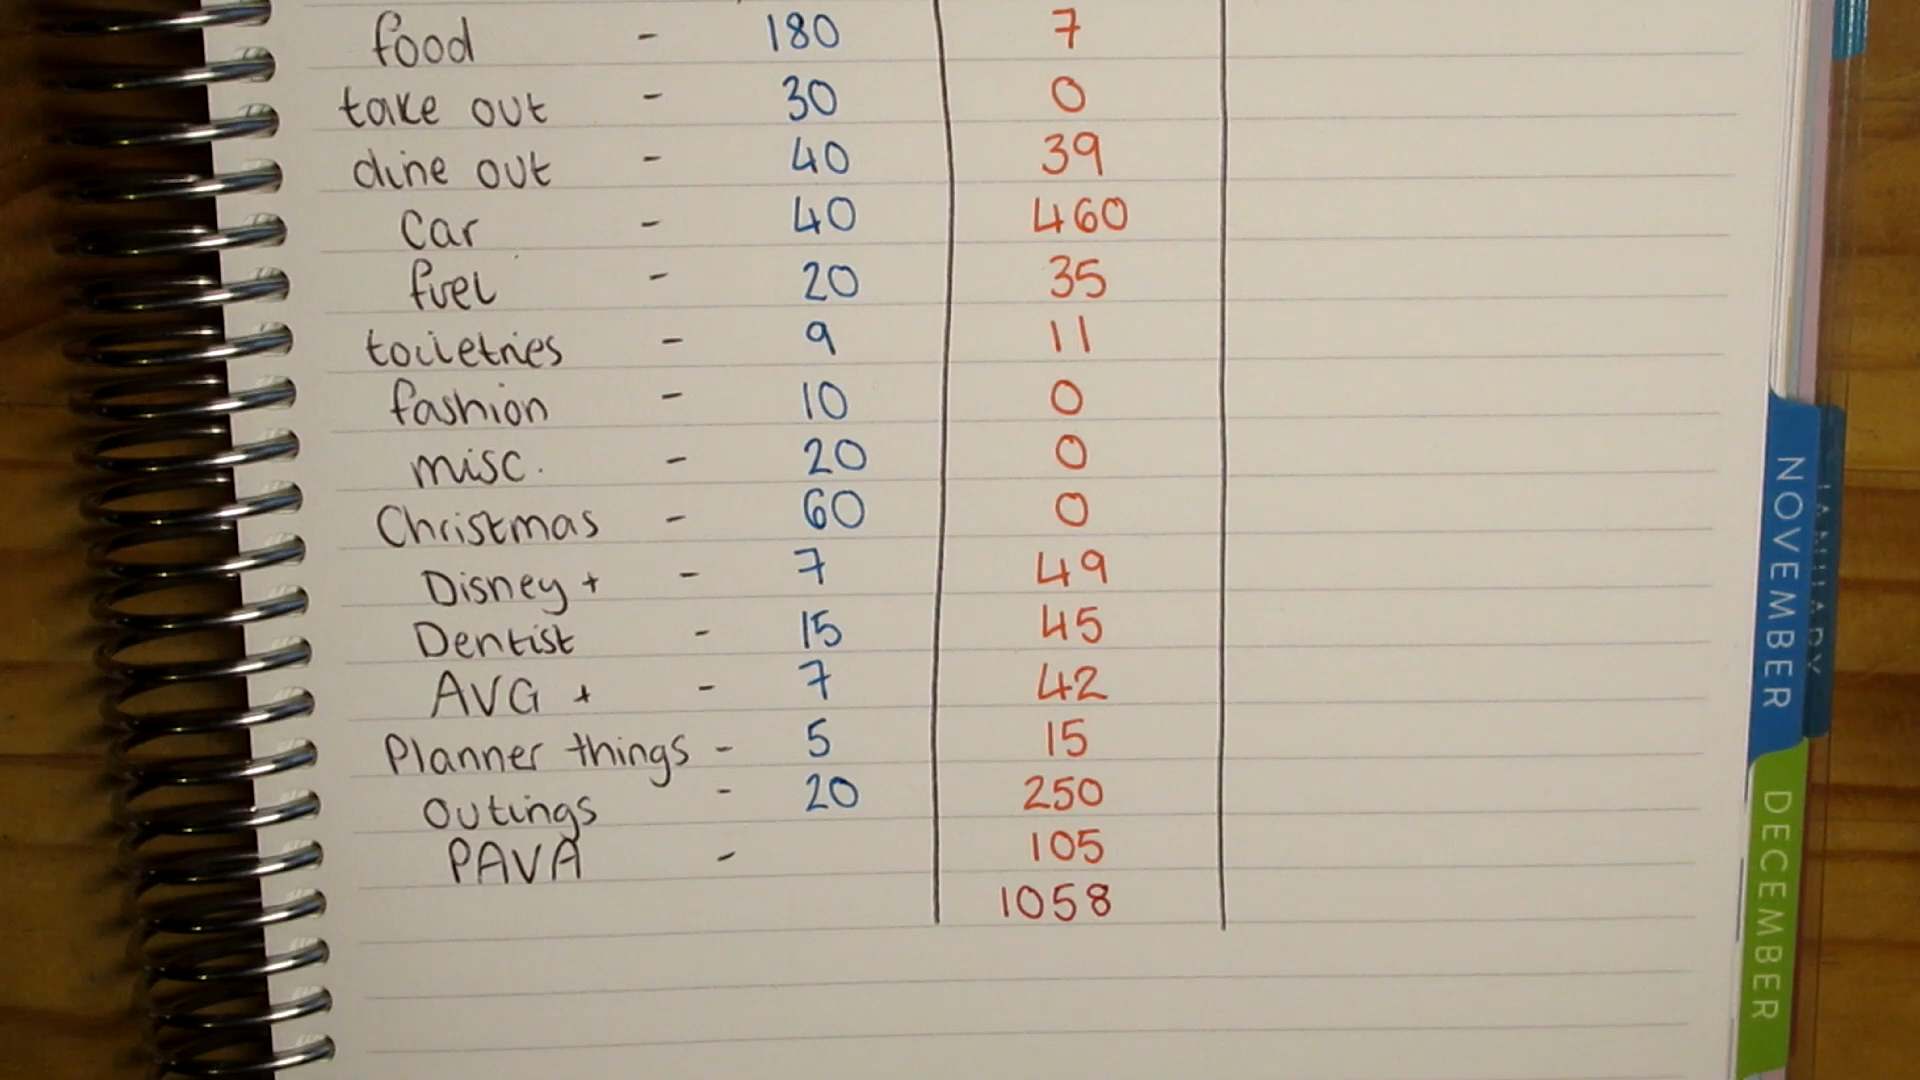 food - 180 7
take out - 30 0
dine out - 40 39
Car - 40 460
fuel - 20 35
toiletries - 9 11
fashion - 10 0
misc. - 20 0
Christmas - 60 0
Disney + - 7 49
Dentist - 15 45
AVG + - 7 42
Planner things - 5 15
Outings - 20 250
PAVA - 105
1058
NOVEMBER
JANUARY
DECEMBER